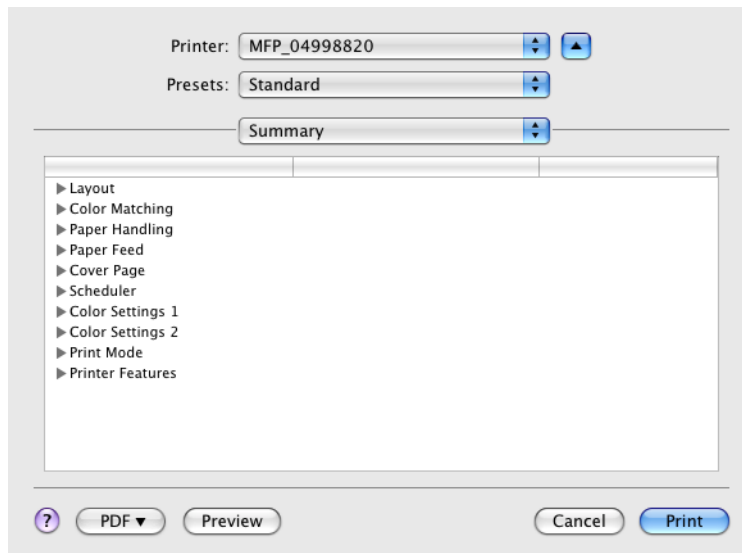 Printer: MFP_04998820
Presets: Standard
Summary
Layout
Color Matching
Paper Handling
Paper Feed
Cover Page
Scheduler
Color Settings 1
Color Settings 2
Print Mode
Printer Features
? PDF ▼ Preview Cancel Print